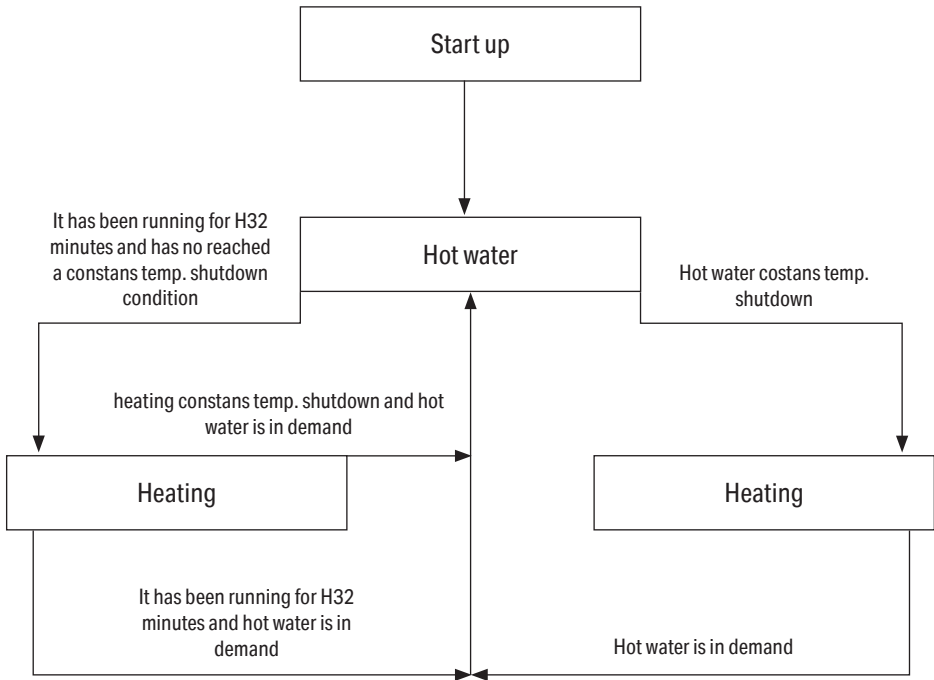 Start up
It has been running for H32
minutes and has no reached
a constans temp. shutdown
condition
Hot water
Hot water costans temp.
shutdown
heating constans temp. shutdown and hot
water is in demand
Heating
Heating
It has been running for H32
minutes and hot water is in
demand
Hot water is in demand